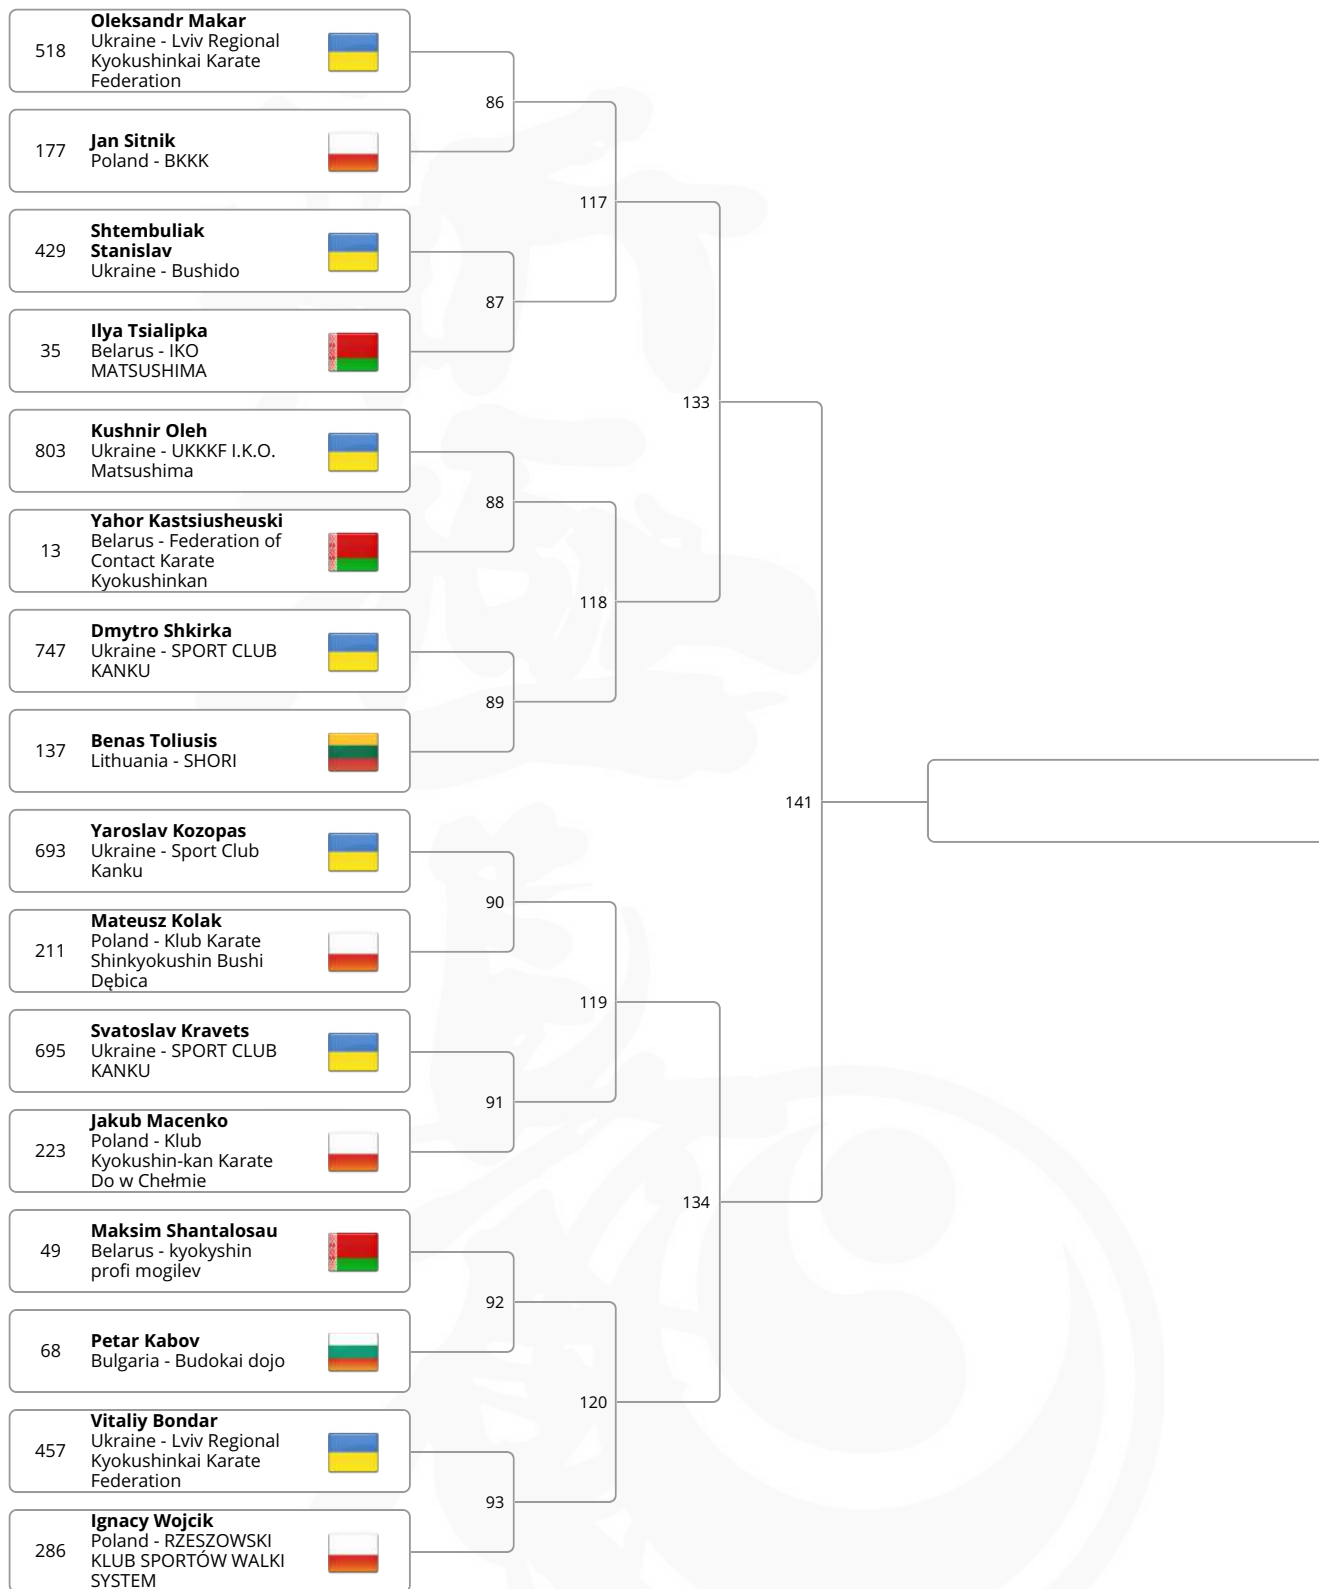 518
Oleksandr Makar
Ukraine - Lviv Regional
Kyokushinkai Karate
Federation
86
177
Jan Sitnik
Poland - BKKK
117
429
Shtembuliak
Stanislav
Ukraine - Bushido
87
35
Ilya Tsialipka
Belarus - IKO
MATSUSHIMA
133
803
Kushnir Oleh
Ukraine - UKKKF I.K.O.
Matsushima
88
13
Yahor Kastsiusheuski
Belarus - Federation of
Contact Karate
Kyokushinkan
118
747
Dmytro Shkirka
Ukraine - SPORT CLUB
KANKU
89
137
Benas Toliusis
Lithuania - SHORI
141
693
Yaroslav Kozopas
Ukraine - Sport Club
Kanku
90
211
Mateusz Kolak
Poland - Klub Karate
Shinkyokushin Bushi
Dębica
119
695
Svatoslav Kravets
Ukraine - SPORT CLUB
KANKU
91
223
Jakub Macenko
Poland - Klub
Kyokushin-kan Karate
Do w Chełmie
134
49
Maksim Shantalosau
Belarus - kyokyshin
profi mogilev
92
68
Petar Kabov
Bulgaria - Budokai dojo
120
457
Vitaliy Bondar
Ukraine - Lviv Regional
Kyokushinkai Karate
Federation
93
286
Ignacy Wojcik
Poland - RZESZOWSKI
KLUB SPORTÓW WALKI
SYSTEM